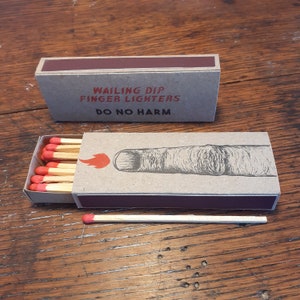 WAILING DIP
FINGER LIGHTERS
DO NO HARM